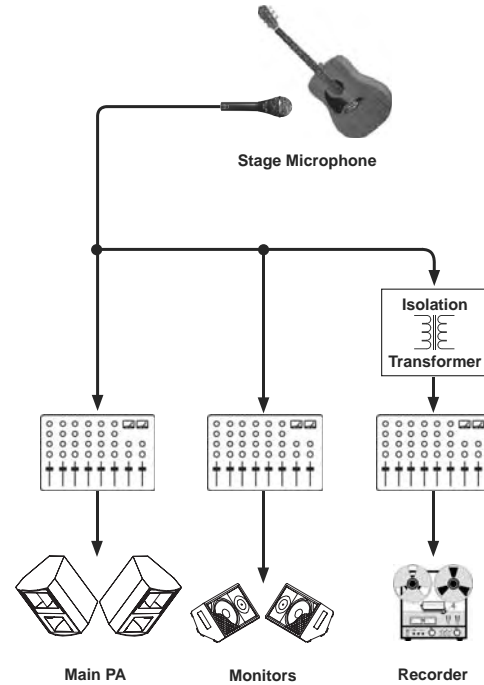 Stage Microphone
Isolation
Transformer
Main PA
Monitors
Recorder